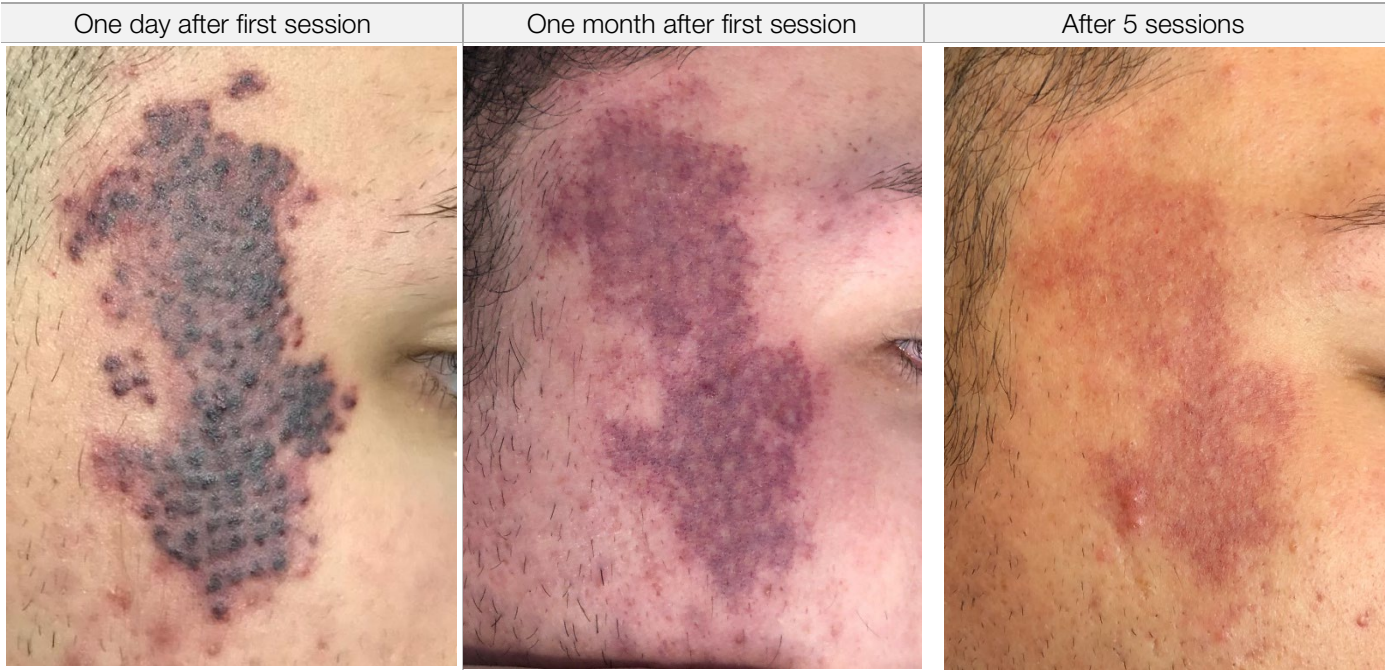 One day after first session
One month after first session
After 5 sessions